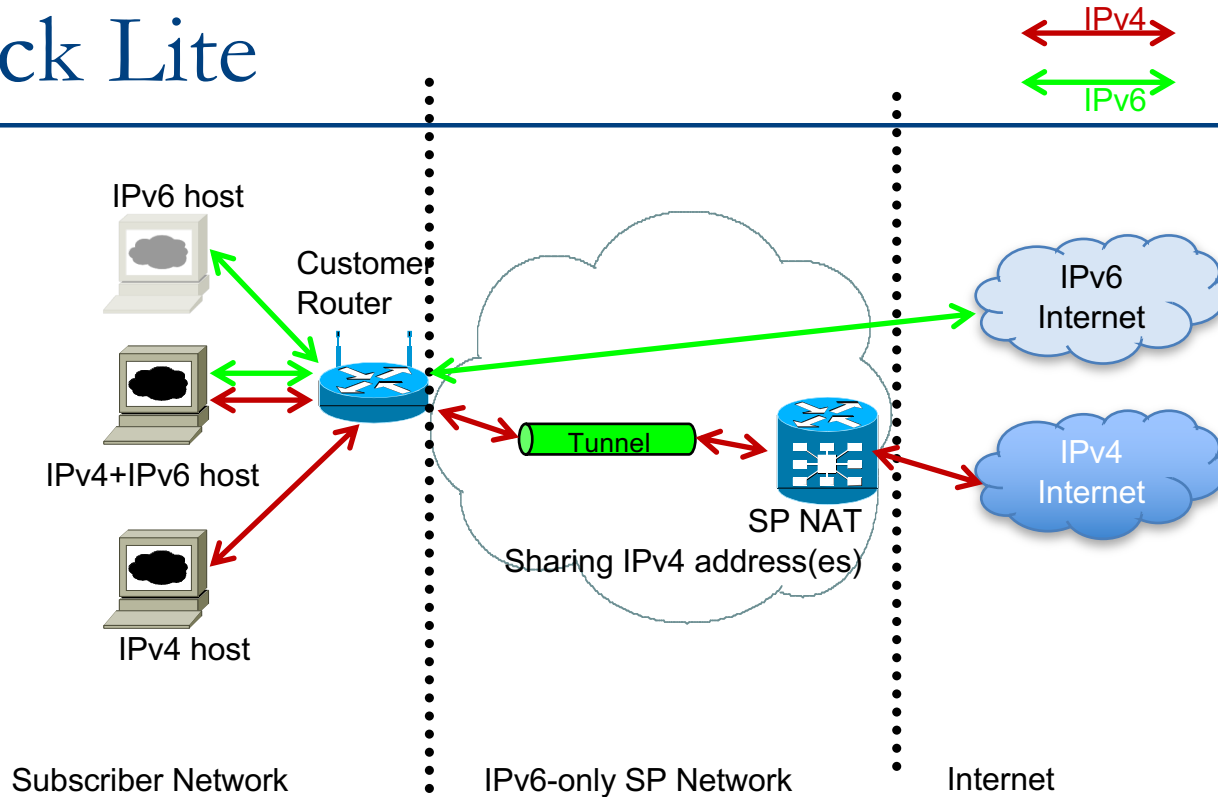 ck Lite
IPv4
IPv6
IPv6 host
Customer
Router
IPv6
Internet
Tunnel
IPv4+IPv6 host
IPv4
Internet
SP NAT
Sharing IPv4 address(es)
IPv4 host
Subscriber Network
IPv6-only SP Network
Internet